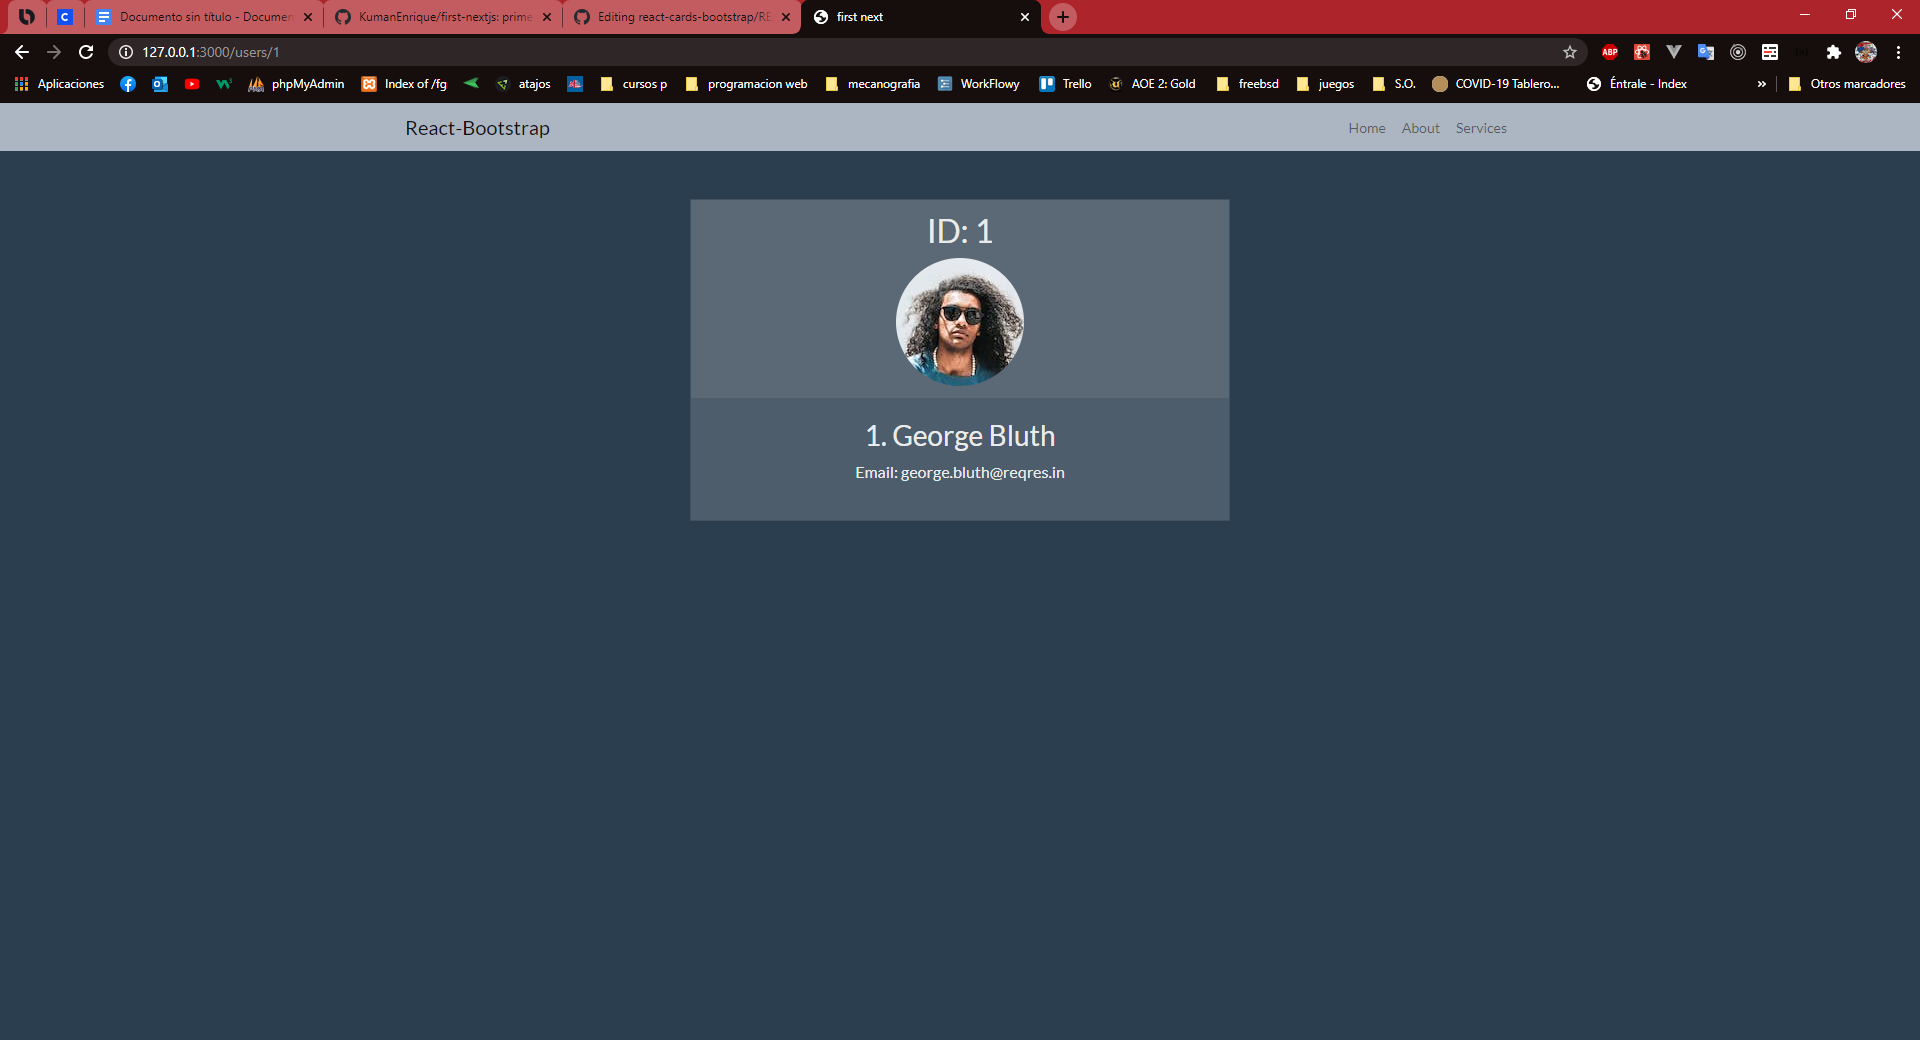 Documento sin título - Documen
KumanEnrique/first-nextjs: prime
Editing react-cards-bootstrap/RE
first next
127.0.0.1:3000/users/1
ABP
Aplicaciones
phpMyAdmin
Index of /fg
atajos
cursos p
programacion web
mecanografia
WorkFlowy
Trello
AOE 2: Gold
freebsd
juegos
S.O.
COVID-19 Tablero...
Éntrale - Index
»
Otros marcadores
React-Bootstrap
Home
About
Services
ID: 1
1. George Bluth
Email: george.bluth@reqres.in